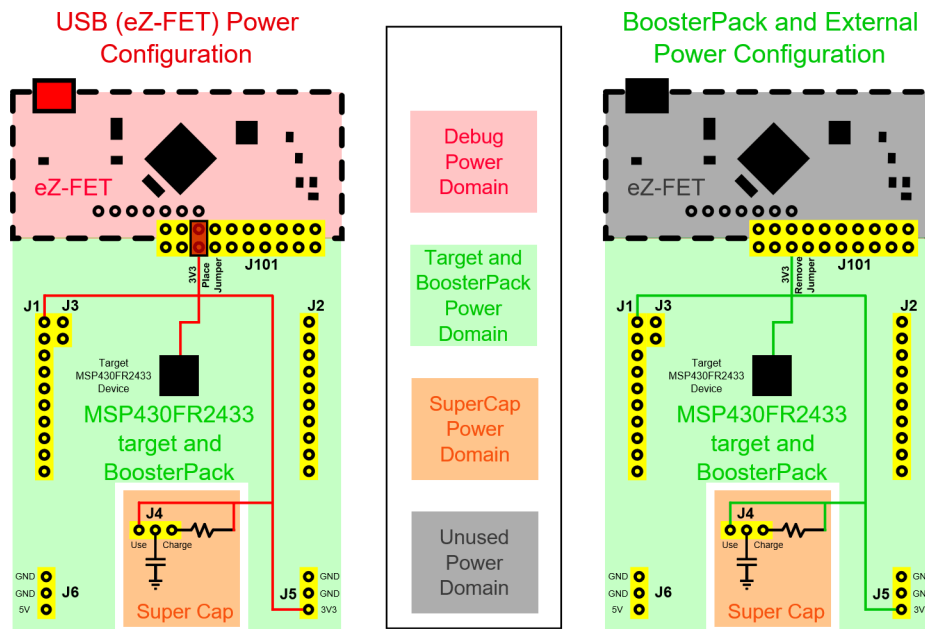 USB (eZ-FET) Power
Configuration
eZ-FET
J101
3V3
Place
Jumper
J1
J3
J2
Target
MSP430FR2433
Device
MSP430FR2433
target and
BoosterPack
J4
Use
Charge
GND
GND
5V
J6
Super Cap
J5
GND
GND
3V3
Debug
Power
Domain
Target and
BoosterPack
Power
Domain
SuperCap
Power
Domain
Unused
Power
Domain
BoosterPack and External
Power Configuration
eZ-FET
J101
3V3
Remove
Jumper
J1
J3
J2
Target
MSP430FR2433
Device
MSP430FR2433
target and
BoosterPack
J4
Use
Charge
GND
GND
5V
J6
Super Cap
J5
GN
GN
3V3